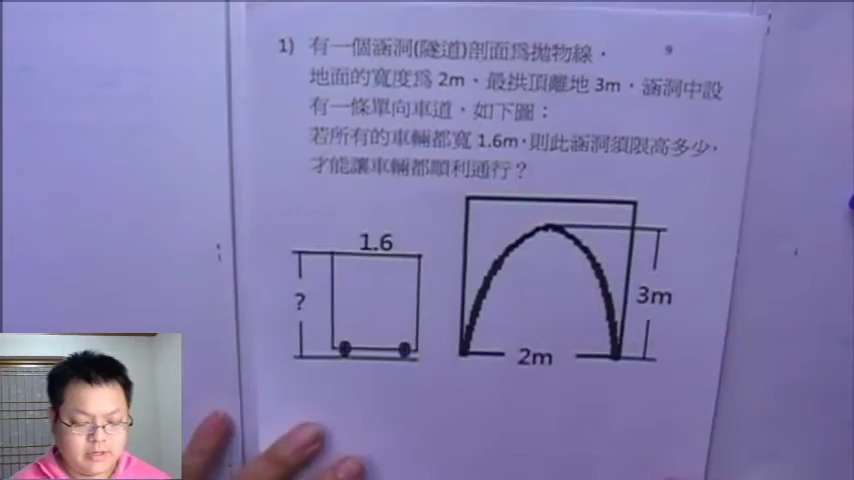 1) 有一個涵洞(隧道)剖面為拋物線，
9
地面的寬度為 2m，最拱頂離地 3m，涵洞中設
有一條單向車道，如下圖：
若所有的車輛都寬 1.6m，則此涵洞須限高多少，
才能讓車輛都順利通行？
1.6
?
3m
2m